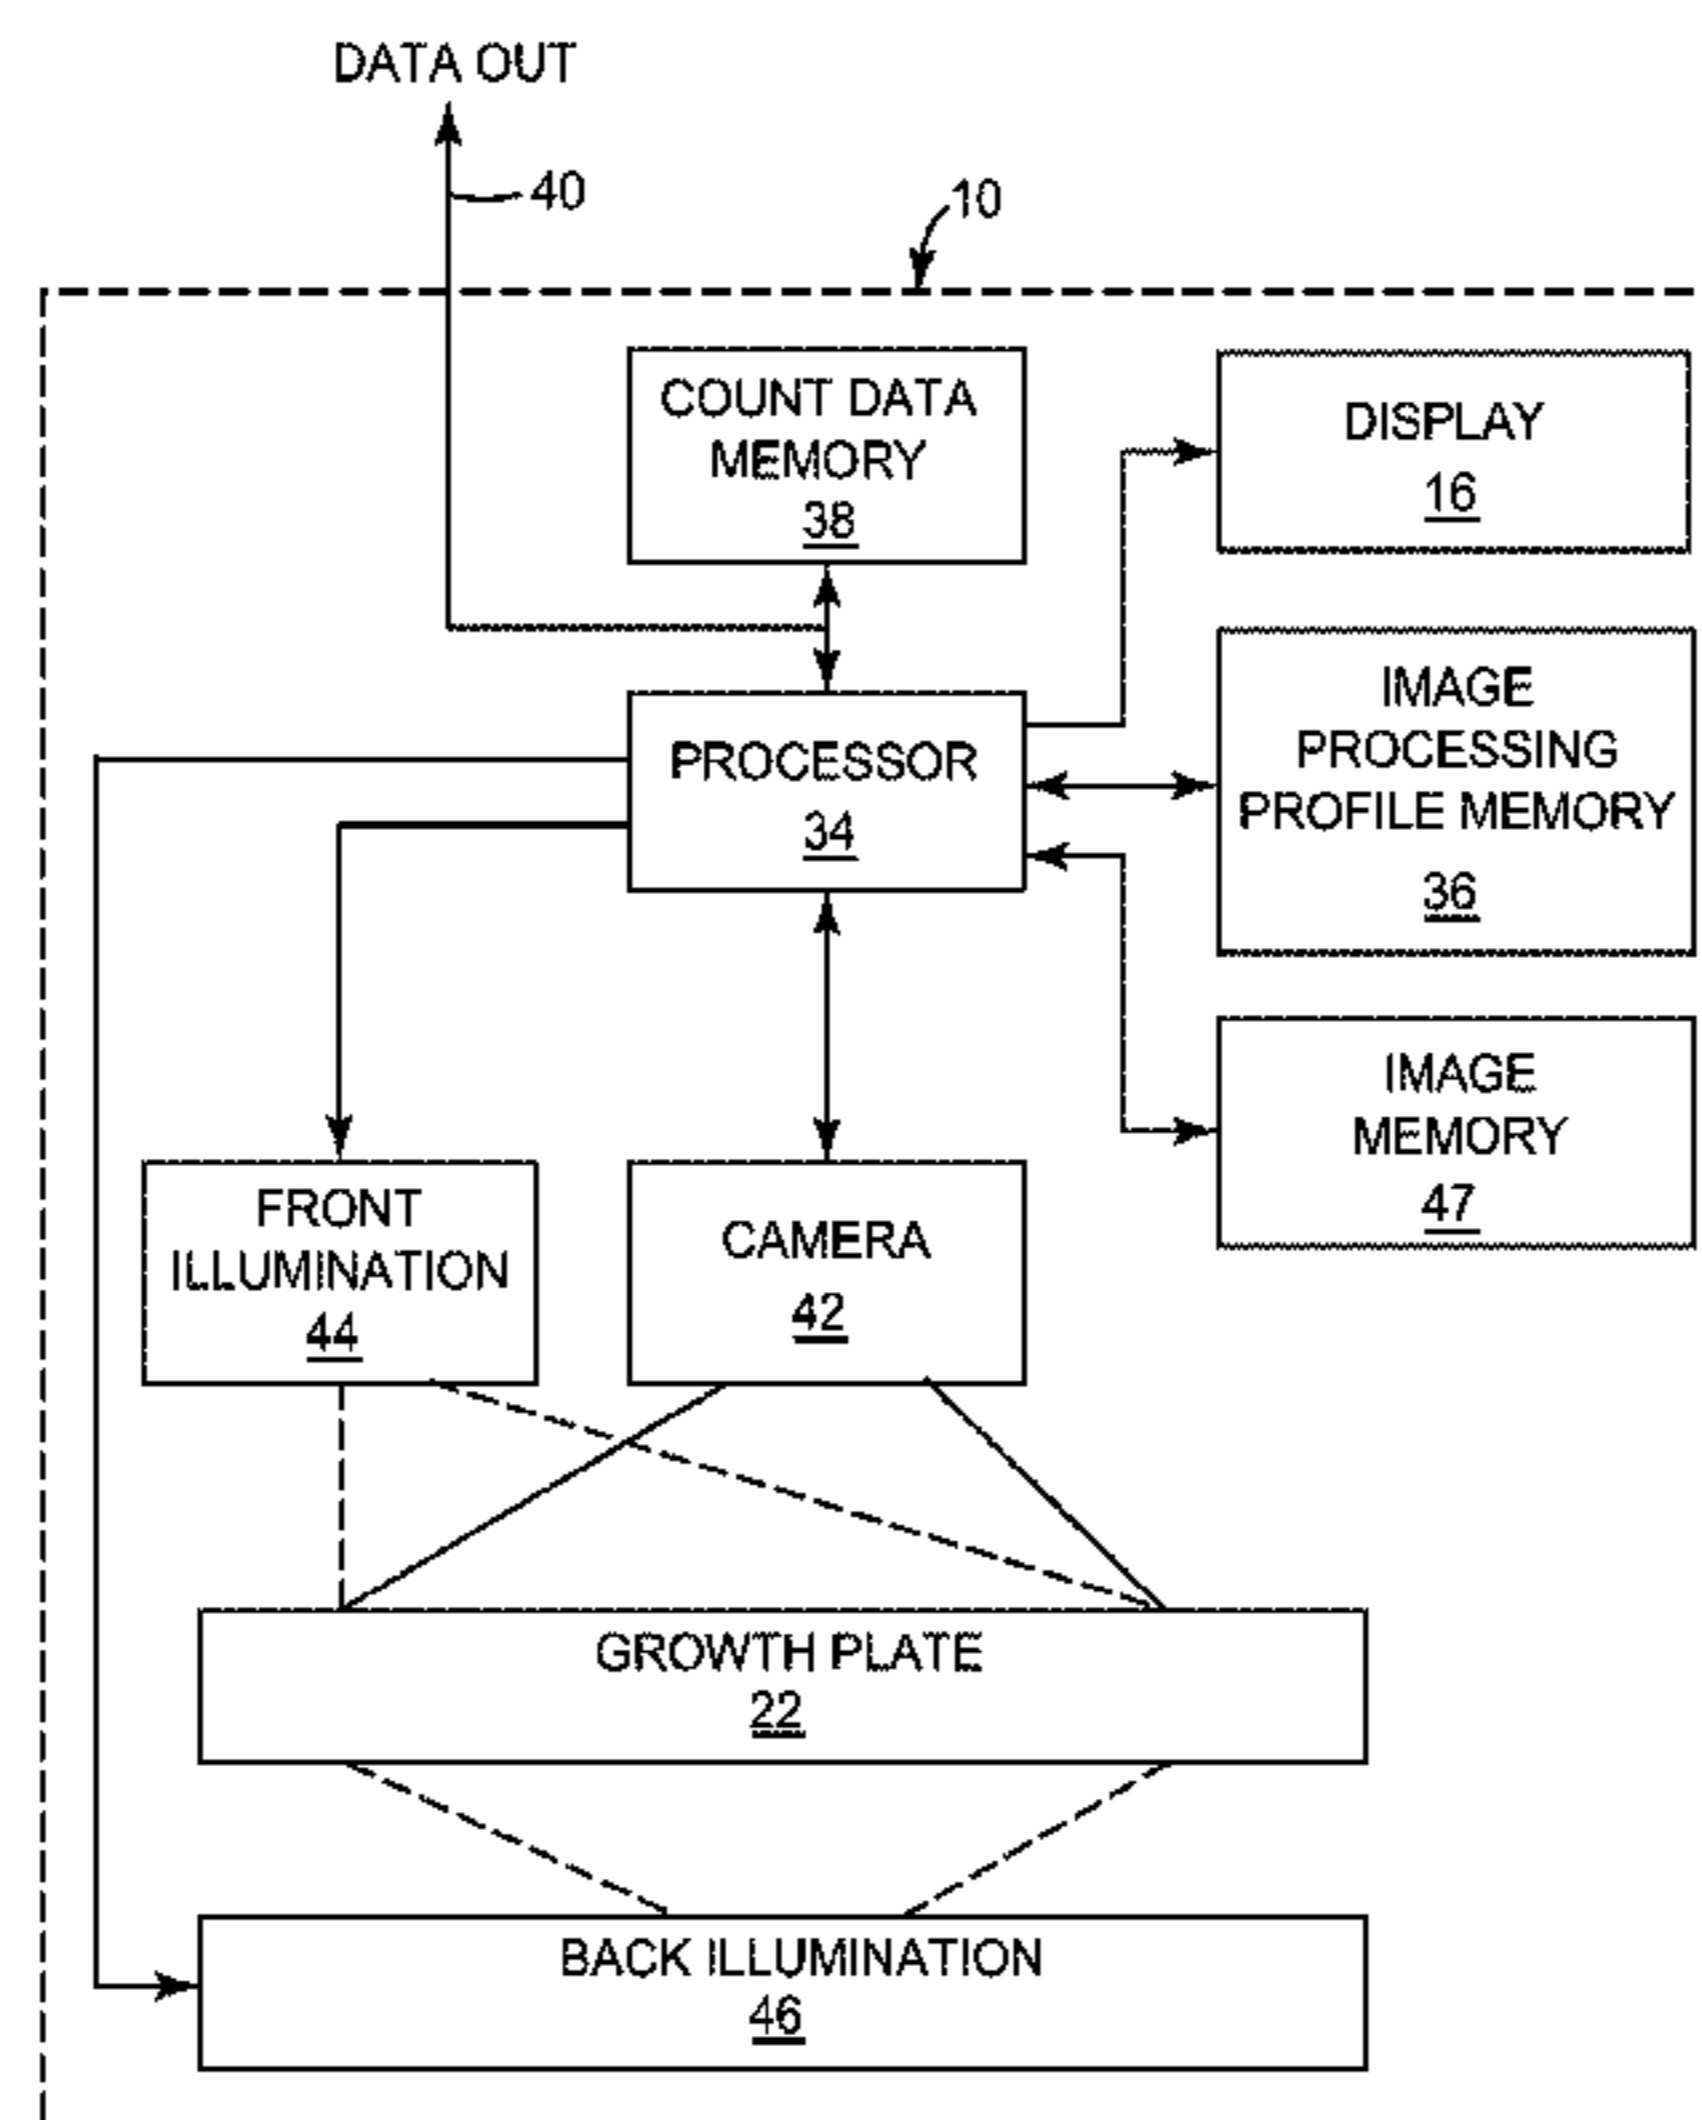 DATA OUT
40
10
COUNT DATA
MEMORY
38
DISPLAY
16
IMAGE
PROCESSING
PROFILE MEMORY
36
PROCESSOR
34
IMAGE
MEMORY
47
FRONT
ILLUMINATION
44
CAMERA
42
GROWTH PLATE
22
BACK ILLUMINATION
46